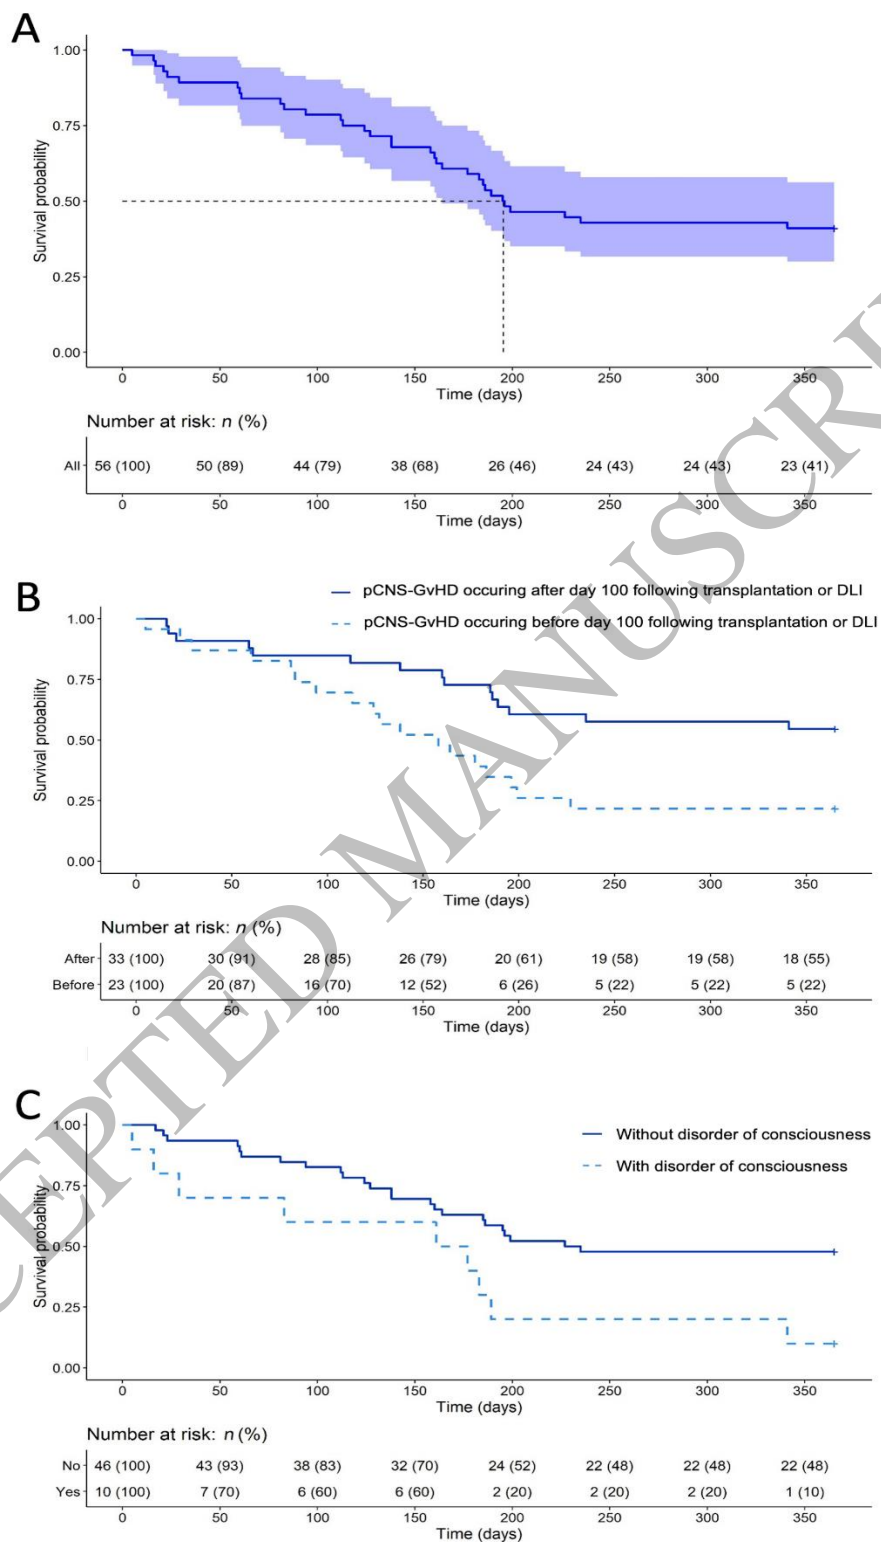 A
1.00
0.75
0.50
0.25
0.00
Survival probability
0 50 100 150 200 250 300 350
Time (days)
Number at risk: n (%)
All 56 (100) 50 (89) 44 (79) 38 (68) 26 (46) 24 (43) 24 (43) 23 (41)
0 50 100 150 200 250 300 350
Time (days)
B
pCNS-GvHD occuring after day 100 following transplantation or DLI
pCNS-GvHD occuring before day 100 following transplantation or DLI
1.00
0.75
0.50
0.25
0.00
Survival probability
0 50 100 150 200 250 300 350
Time (days)
Number at risk: n (%)
After 33 (100) 30 (91) 28 (85) 26 (79) 20 (61) 19 (58) 19 (58) 18 (55)
Before 23 (100) 20 (87) 16 (70) 12 (52) 6 (26) 5 (22) 5 (22) 5 (22)
0 50 100 150 200 250 300 350
Time (days)
C
Without disorder of consciousness
With disorder of consciousness
1.00
0.75
0.50
0.25
0.00
Survival probability
0 50 100 150 200 250 300 350
Time (days)
Number at risk: n (%)
No 46 (100) 43 (93) 38 (83) 32 (70) 24 (52) 22 (48) 22 (48) 22 (48)
Yes 10 (100) 7 (70) 6 (60) 6 (60) 2 (20) 2 (20) 2 (20) 1 (10)
0 50 100 150 200 250 300 350
Time (days)
CEPTED MANUSCRI